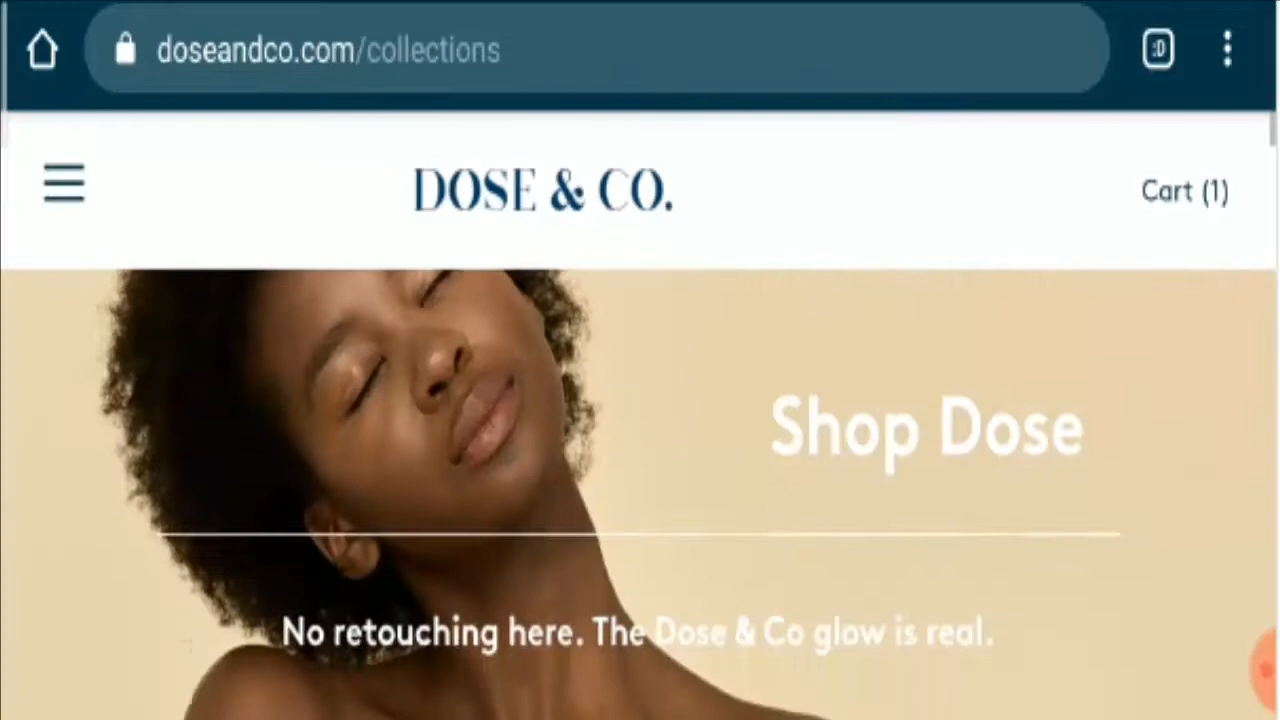 doseandco.com/collections
:D
DOSE & CO.
Cart (1)
Shop Dose
No retouching here. The Dose & Co glow is real.